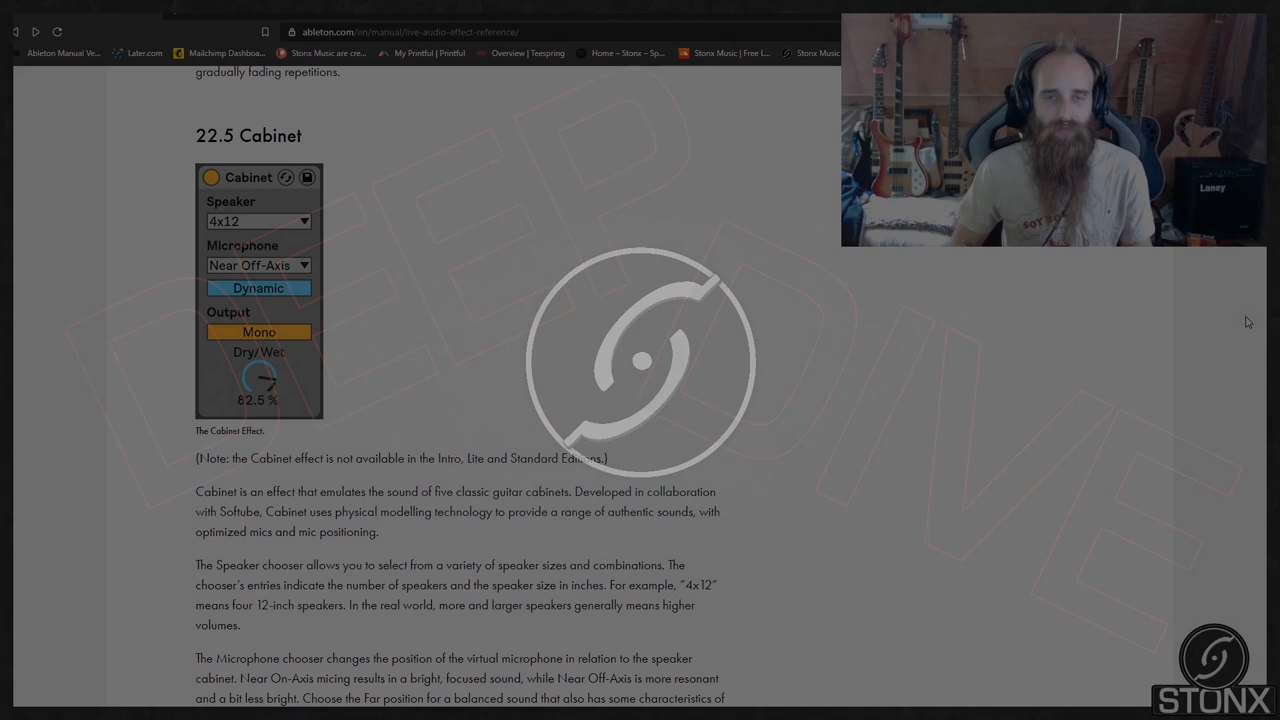 ableton.com/en/manual/live-audio-effect-reference/
Ableton Manual Ve...
Later.com
Mailchimp Dashboa...
Stonx Music are cre...
My Printful | Printful
Overview | Teespring
Home – Stonx – Sp...
Stonx Music | Free L...
Stonx Music
gradually fading repetitions.
22.5 Cabinet
Cabinet
Speaker
4x12
Microphone
Near Off-Axis
Dynamic
Output
Mono
Dry/Wet
82.5 %
The Cabinet Effect.
(Note: the Cabinet effect is not available in the Intro, Lite and Standard Editions.)
Cabinet is an effect that emulates the sound of five classic guitar cabinets. Developed in collaboration
with Softube, Cabinet uses physical modelling technology to provide a range of authentic sounds, with
optimized mics and mic positioning.
The Speaker chooser allows you to select from a variety of speaker sizes and combinations. The
chooser’s entries indicate the number of speakers and the speaker size in inches. For example, ”4x12”
means four 12-inch speakers. In the real world, more and larger speakers generally means higher
volumes.
The Microphone chooser changes the position of the virtual microphone in relation to the speaker
cabinet. Near On-Axis micing results in a bright, focused sound, while Near Off-Axis is more resonant
and a bit less bright. Choose the Far position for a balanced sound that also has some characteristics of
DEEP DIVE
Laney
STONX